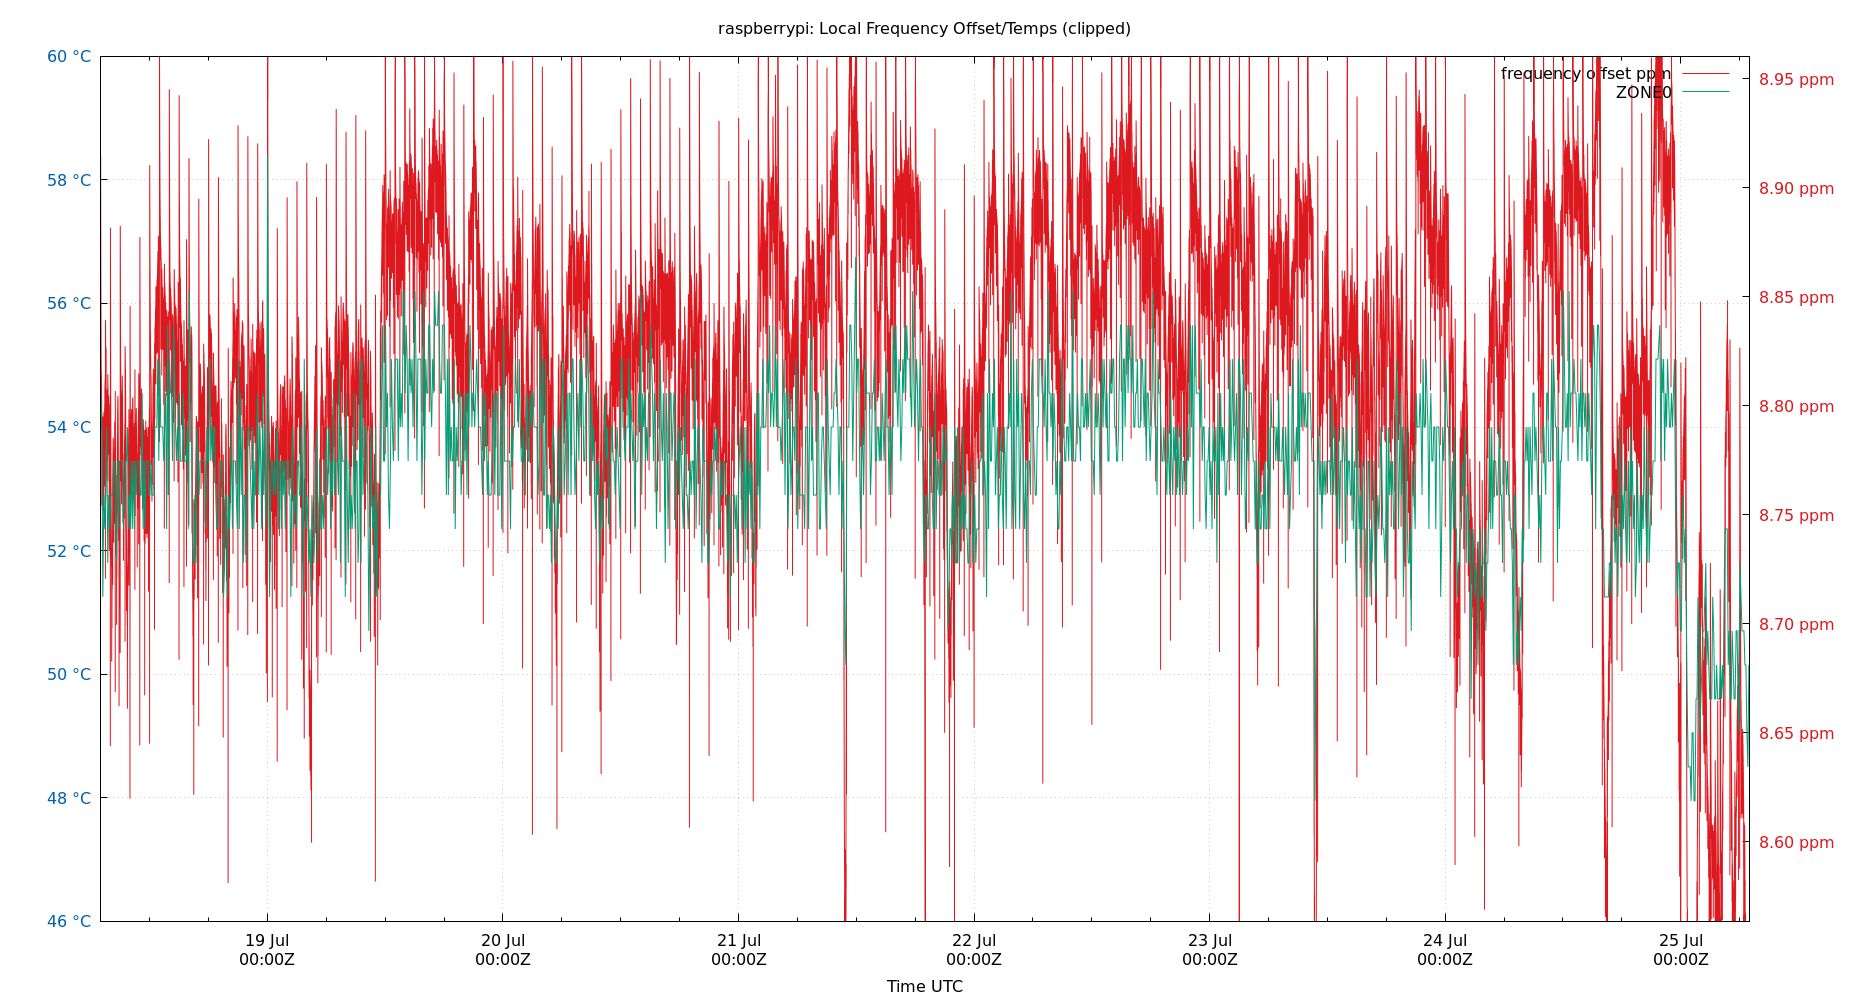 raspberrypi: Local Frequency Offset/Temps (clipped)
60 °C
58 °C
56 °C
54 °C
52 °C
50 °C
48 °C
46 °C
frequency offset ppm
ZONE0
8.95 ppm
8.90 ppm
8.85 ppm
8.80 ppm
8.75 ppm
8.70 ppm
8.65 ppm
8.60 ppm
19 Jul 20 Jul 21 Jul 22 Jul 23 Jul 24 Jul 25 Jul
00:00Z 00:00Z 00:00Z 00:00Z 00:00Z 00:00Z 00:00Z
Time UTC